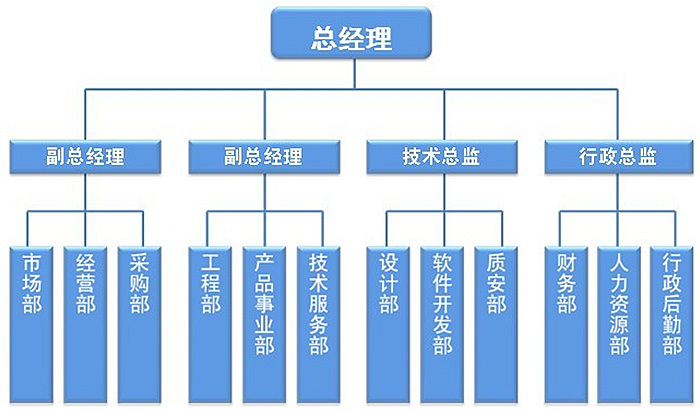 总经理
副总经理
副总经理
技术总监
行政总监
市场部
经营部
采购部
工程部
产品事业部
技术服务部
设计部
软件开发部
质安部
财务部
人力资源部
行政后勤部